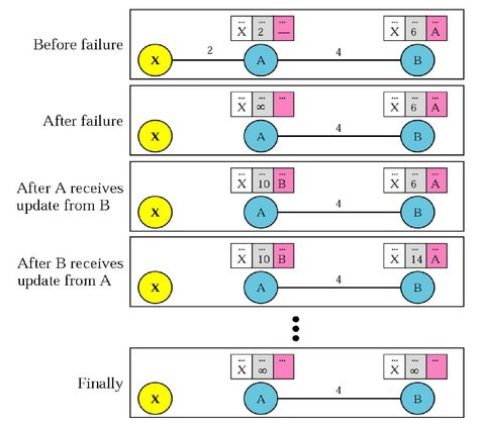 Before failure
X 2 —
X 6 A
X 2 A 4 B
After failure
X ∞
X 6 A
X A 4 B
After A receives
update from B
X 10 B
X 6 A
X A 4 B
After B receives
update from A
X 10 B
X 14 A
X A 4 B
Finally
X ∞
X ∞
X A 4 B